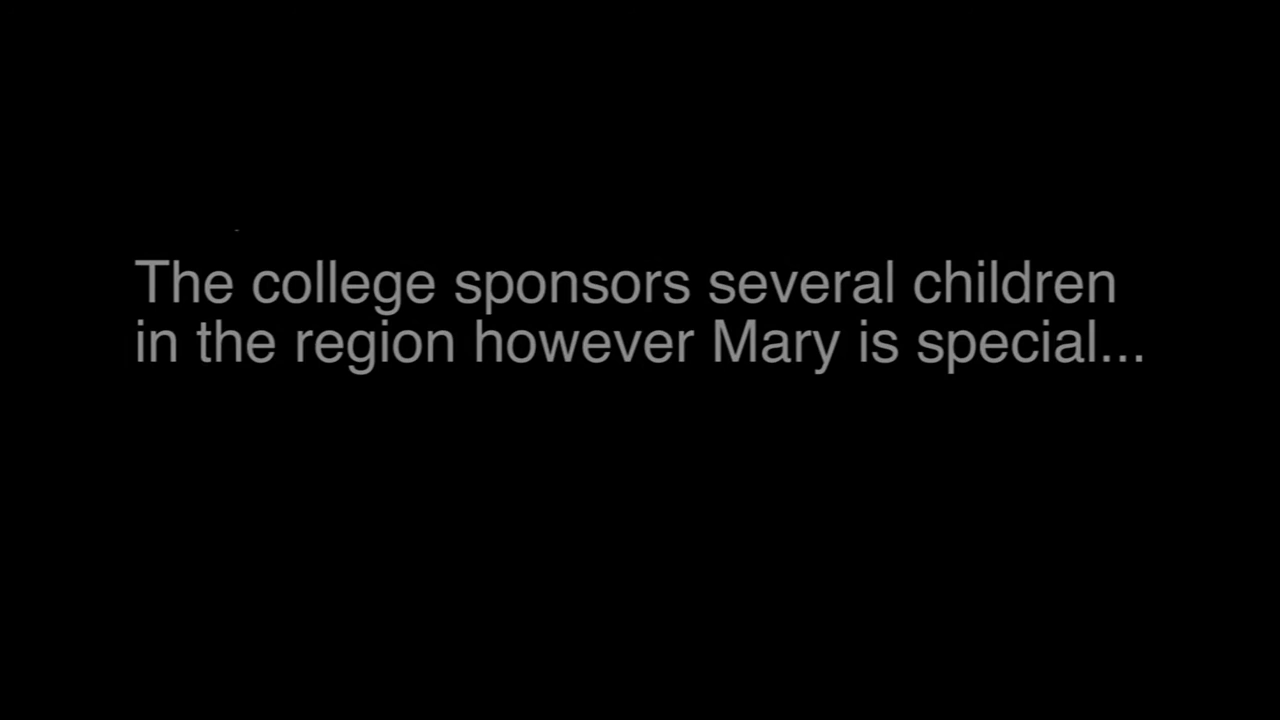 The college sponsors several children
in the region however Mary is special...